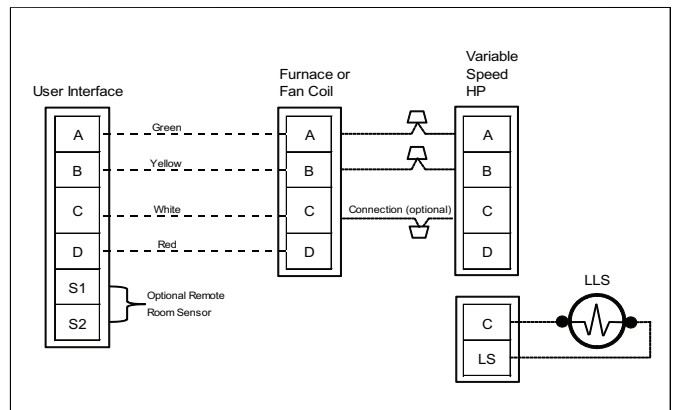 User Interface
Furnace or
Fan Coil
Variable
Speed
HP
A
Green
A
A
B
Yellow
B
B
C
White
C
Connection (optional)
C
D
Red
D
D
S1
S2
Optional Remote
Room Sensor
LLS
C
LS